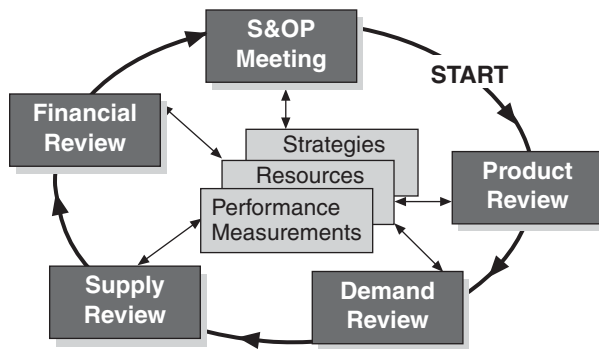 S&OP
Meeting
START
Financial
Review
Strategies
Resources
Performance
Measurements
Product
Review
Supply
Review
Demand
Review